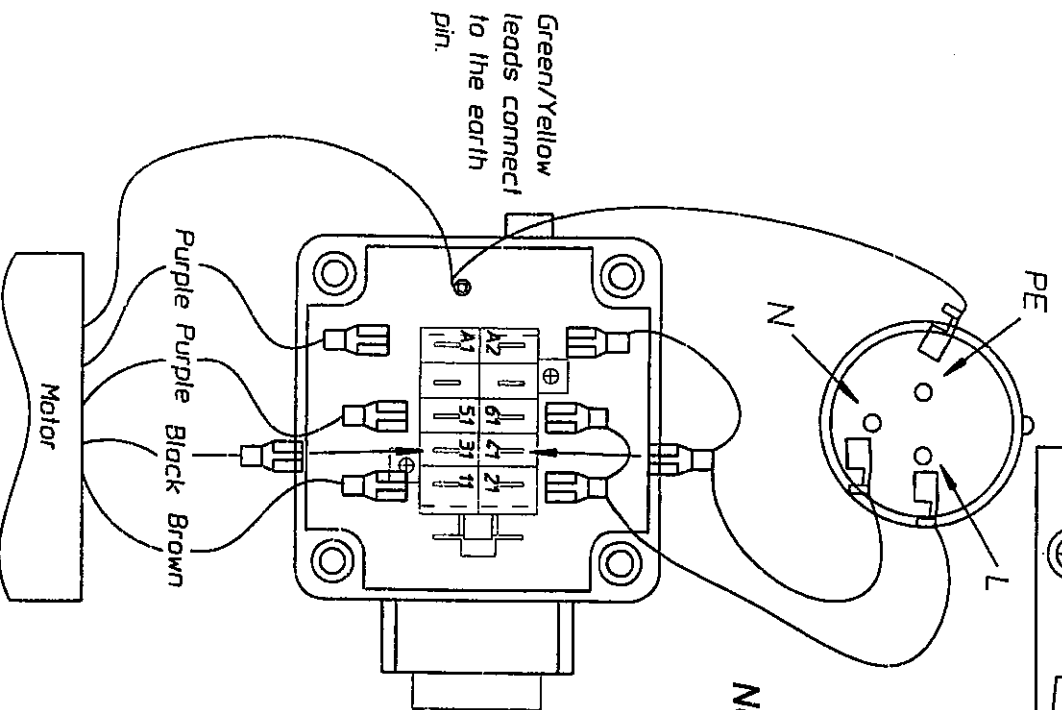 Green/Yellow
leads connect
to the earth
pin.
PE
N
L
A2
61
41
21
A1
51
31
11
Purple
Purple
Black
Brown
Motor